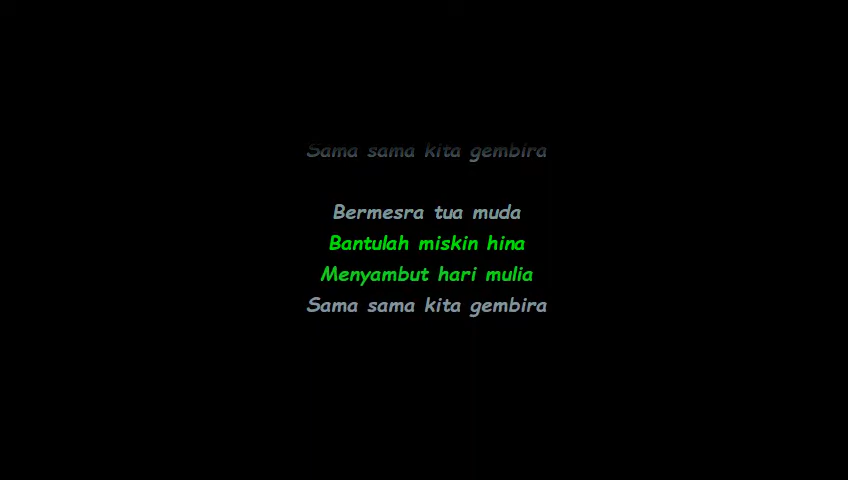 Sama sama kita gembira
Bermesra tua muda
Bantulah miskin hina
Menyambut hari mulia
Sama sama kita gembira